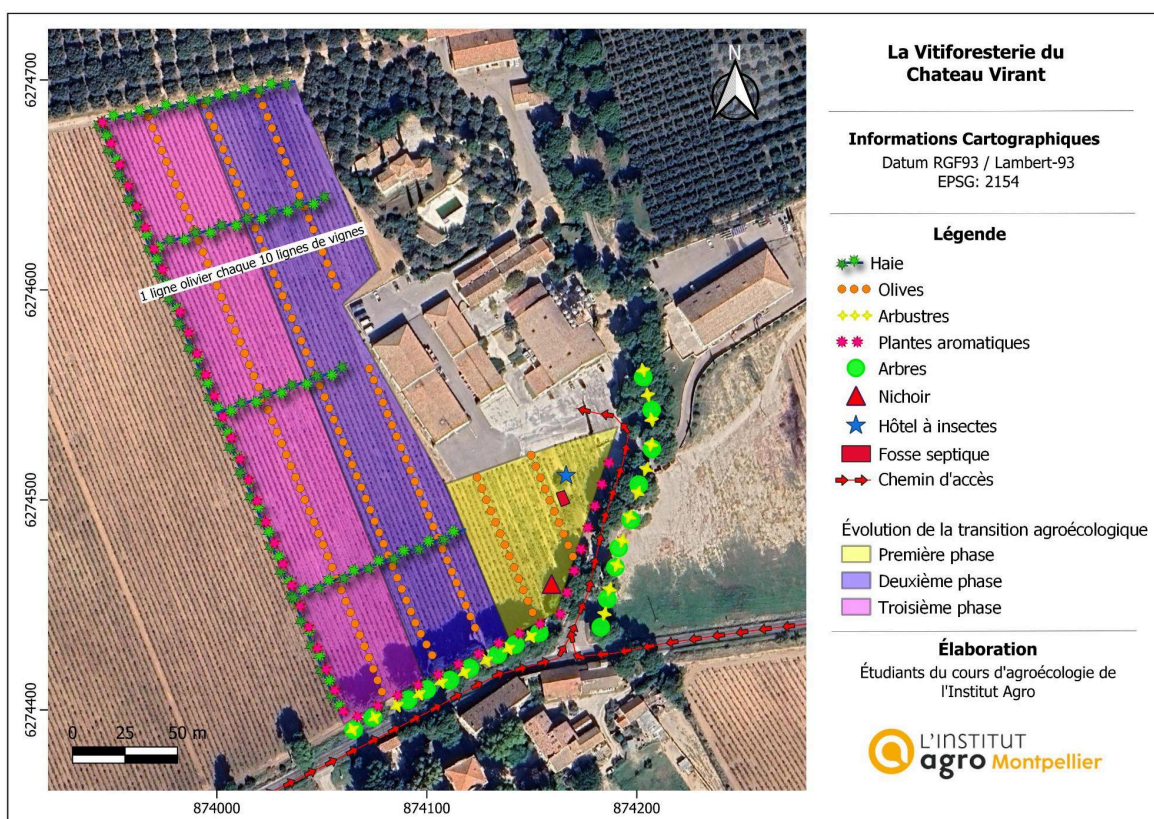 La Vitiforesterie du
Chateau Virant
Informations Cartographiques
Datum RGF93 / Lambert-93
EPSG: 2154
Légende
Haie
Olives
Arbustres
Plantes aromatiques
Arbres
Nichoir
Hôtel à insectes
Fosse septique
Chemin d'accès
Évolution de la transition agroécologique
Première phase
Deuxième phase
Troisième phase
Élaboration
Étudiants du cours d'agroécologie de
l'Institut Agro
L'INSTITUT
agro Montpellier
N
1 ligne olivier chaque 10 lignes de vignes
6274700
6274600
6274500
6274400
0 25 50 m
874000 874100 874200